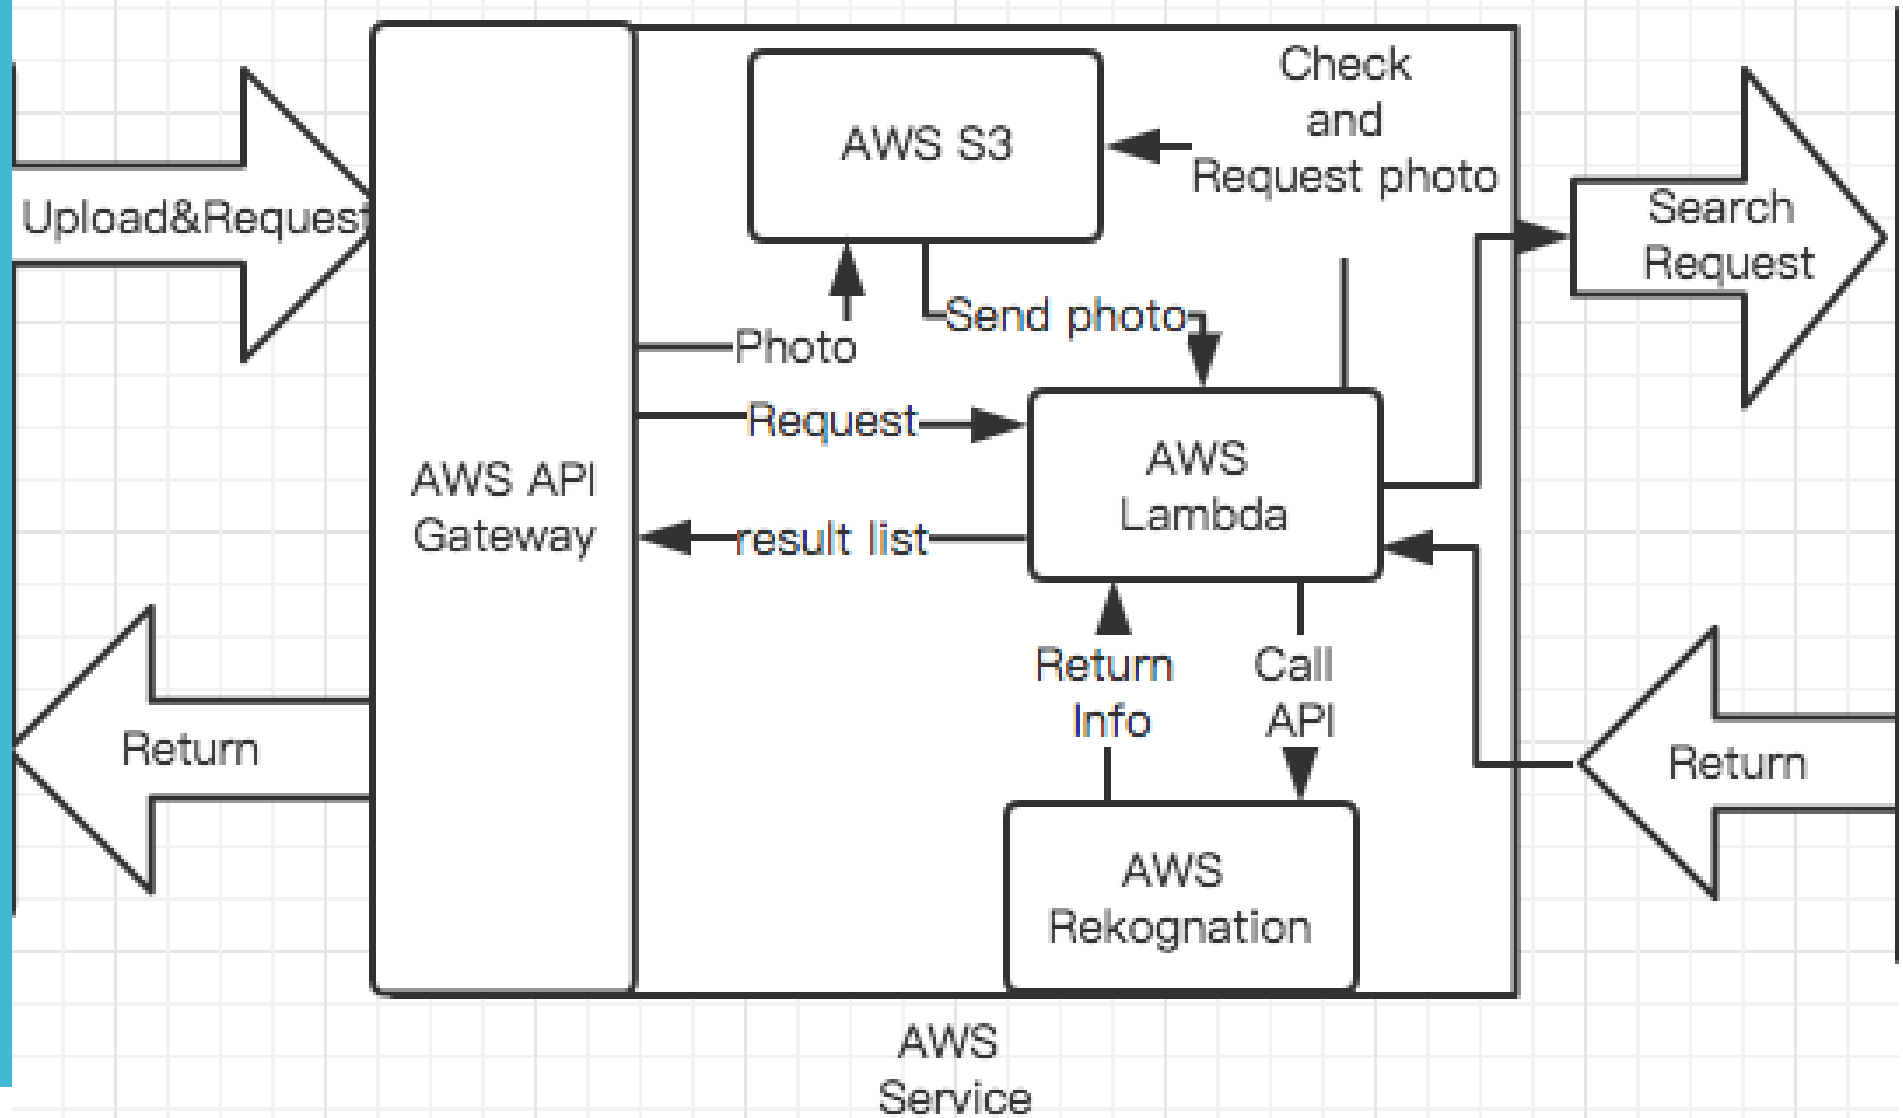 Check
and
Request photo
AWS S3
Upload&Request
Search
Request
Send photo
Photo
Request
AWS
Lambda
AWS API
Gateway
result list
Return
Info
Call
API
Return
Return
AWS
Rekognation
AWS
Service